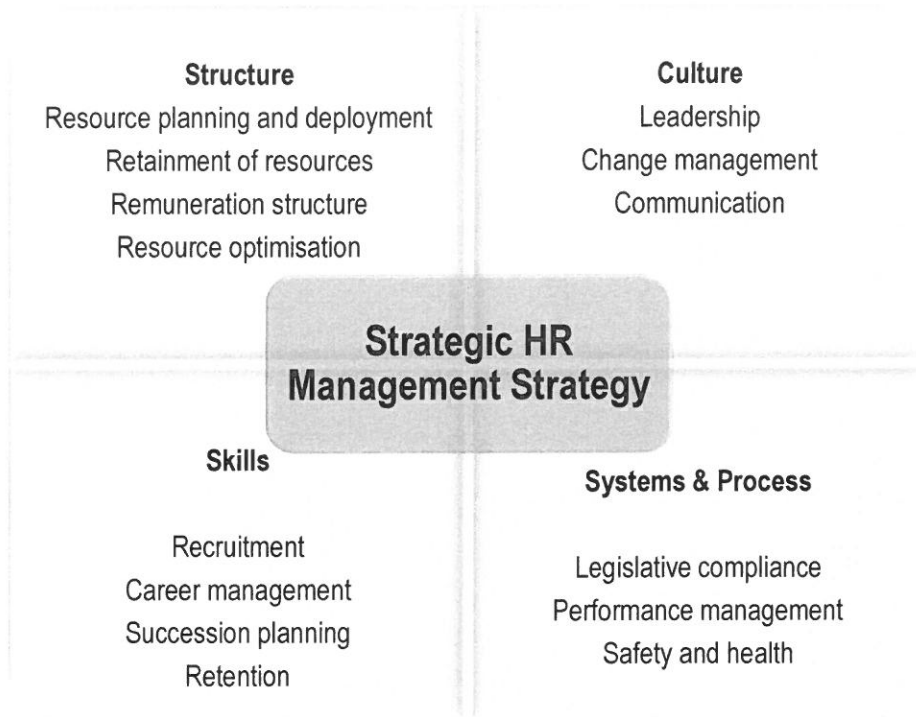 Structure
Resource planning and deployment
Retainment of resources
Remuneration structure
Resource optimisation
Culture
Leadership
Change management
Communication
Strategic HR
Management Strategy
Skills
Recruitment
Career management
Succession planning
Retention
Systems & Process
Legislative compliance
Performance management
Safety and health